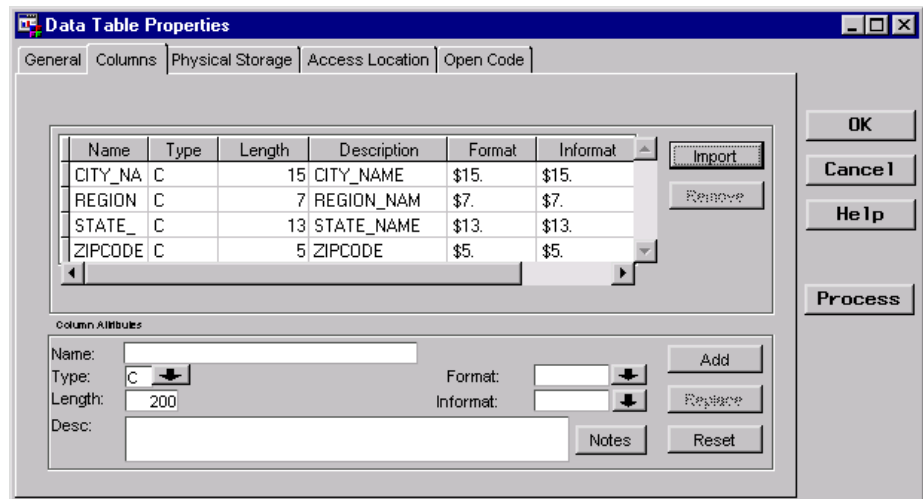 Data Table Properties
General Columns Physical Storage Access Location Open Code
Name Type Length Description Format Informat
CITY_NA C 15 CITY_NAME $15. $15.
REGION C 7 REGION_NAM $7. $7.
STATE_ C 13 STATE_NAME $13. $13.
ZIPCODE C 5 ZIPCODE $5. $5.
Import
Remove
OK
Cancel
Help
Process
Column Attributes
Name:
Type: C
Length: 200
Desc:
Format:
Informat:
Notes
Add
Replace
Reset